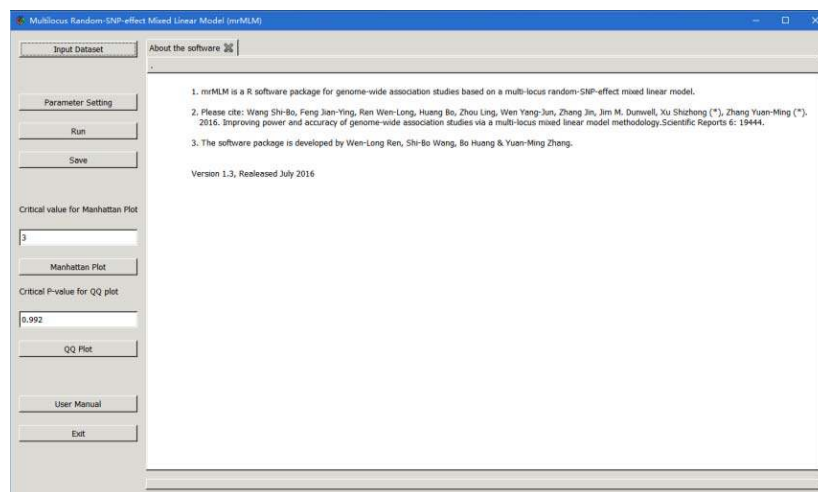 Multilocus Random-SNP-effect Mixed Linear Model (mrMLM)
Input Dataset
Parameter Setting
Run
Save
Critical value for Manhattan Plot
3
Manhattan Plot
Critical P-value for QQ plot
0.992
QQ Plot
User Manual
Exit
About the software
.
1. mrMLM is a R software package for genome-wide association studies based on a multi-locus random-SNP-effect mixed linear model.
2. Please cite: Wang Shi-Bo, Feng Jian-Ying, Ren Wen-Long, Huang Bo, Zhou Ling, Wen Yang-Jun, Zhang Jin, Jim M. Dunwell, Xu Shizhong (*), Zhang Yuan-Ming (*).
2016. Improving power and accuracy of genome-wide association studies via a multi-locus mixed linear model methodology.Scientific Reports 6: 19444.
3. The software package is developed by Wen-Long Ren, Shi-Bo Wang, Bo Huang & Yuan-Ming Zhang.
Version 1.3, Realeased July 2016